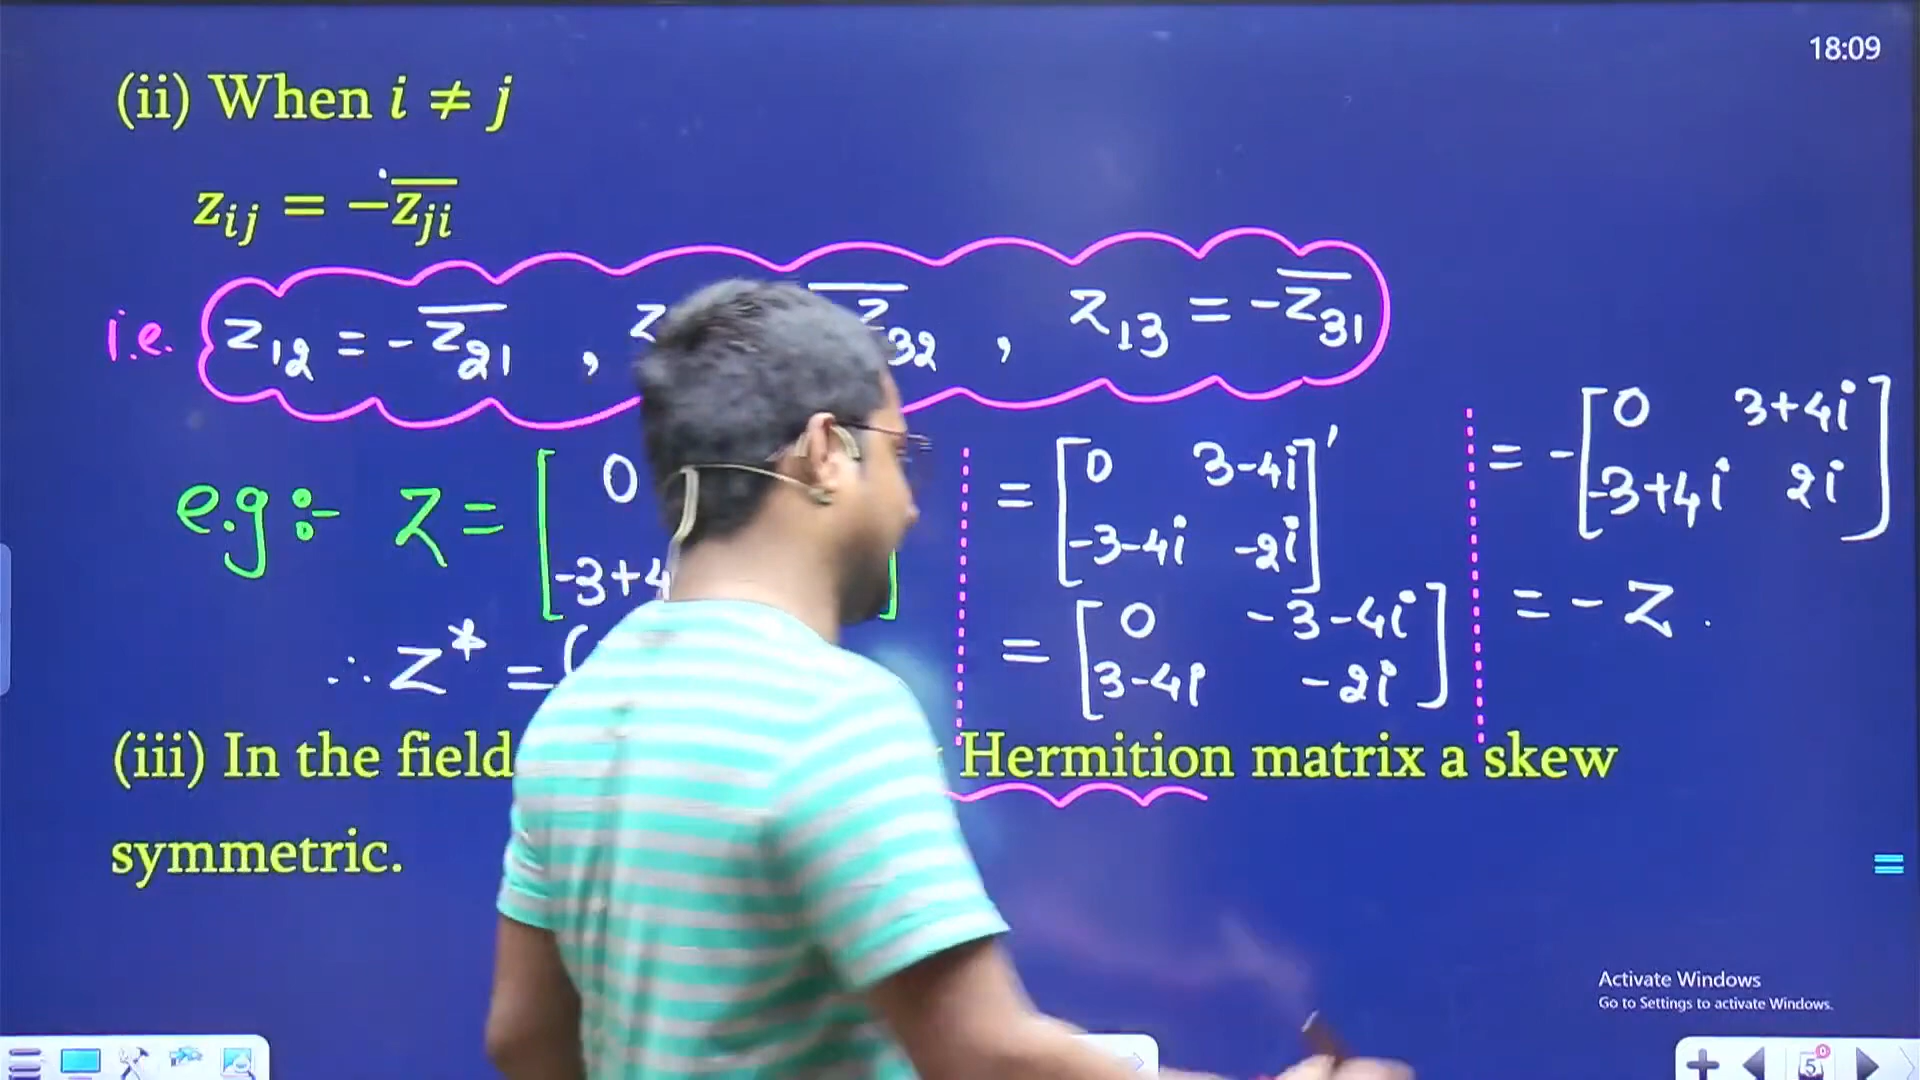 18:09
(ii) When i ≠ j
z_ij = −z̅_ji
i.e. z₁₂ = -z̅₂₁ , z z̅₃₂ , z₁₃ = -z̅₃₁
e.g :- Z = [ 0
-3+4
∴ Z* = (
= [ 0 3-4i
-3-4i -2i ]′
= [ 0 -3-4i
3-4i -2i ]
= -[ 0 3+4i
-3+4i 2i ]
= - Z .
(iii) In the field Hermition matrix a skew
symmetric.
Activate Windows
Go to Settings to activate Windows.
5
0